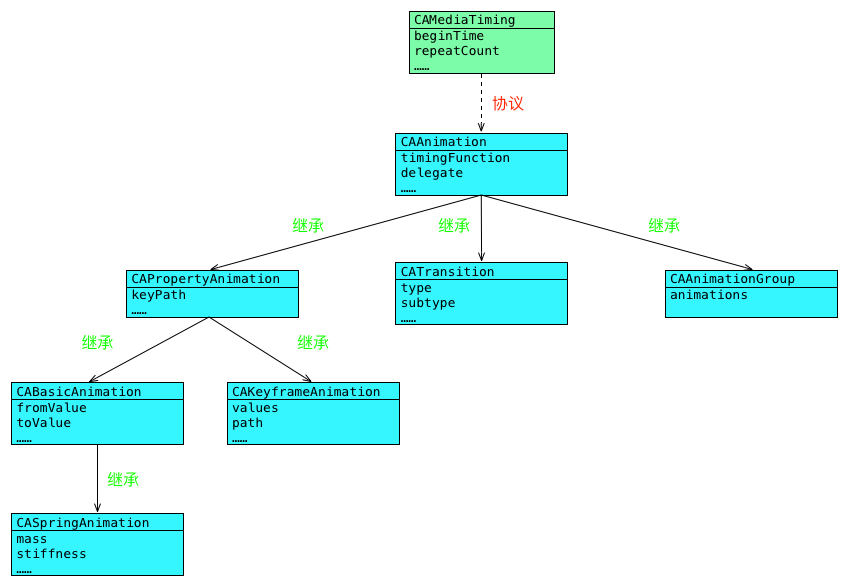 CAMediaTiming
beginTime
repeatCount
……
协议
CAAnimation
timingFunction
delegate
……
继承
继承
继承
CAPropertyAnimation
keyPath
……
CATransition
type
subtype
……
CAAnimationGroup
animations
继承
继承
CABasicAnimation
fromValue
toValue
……
CAKeyframeAnimation
values
path
……
继承
CASpringAnimation
mass
stiffness
……